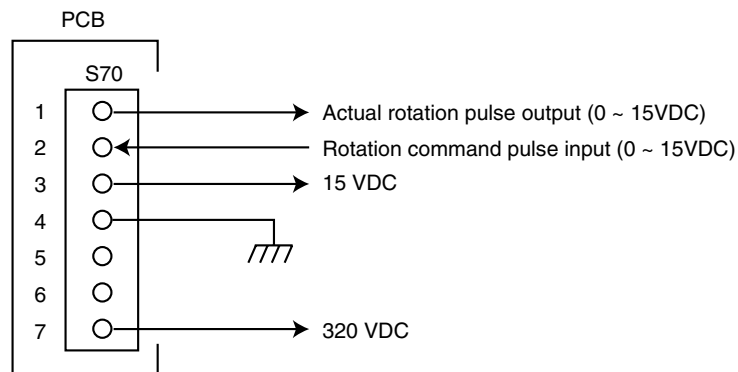 PCB
S70
1 Actual rotation pulse output (0 ~ 15VDC)
2 Rotation command pulse input (0 ~ 15VDC)
3 15 VDC
4
5
6
7 320 VDC